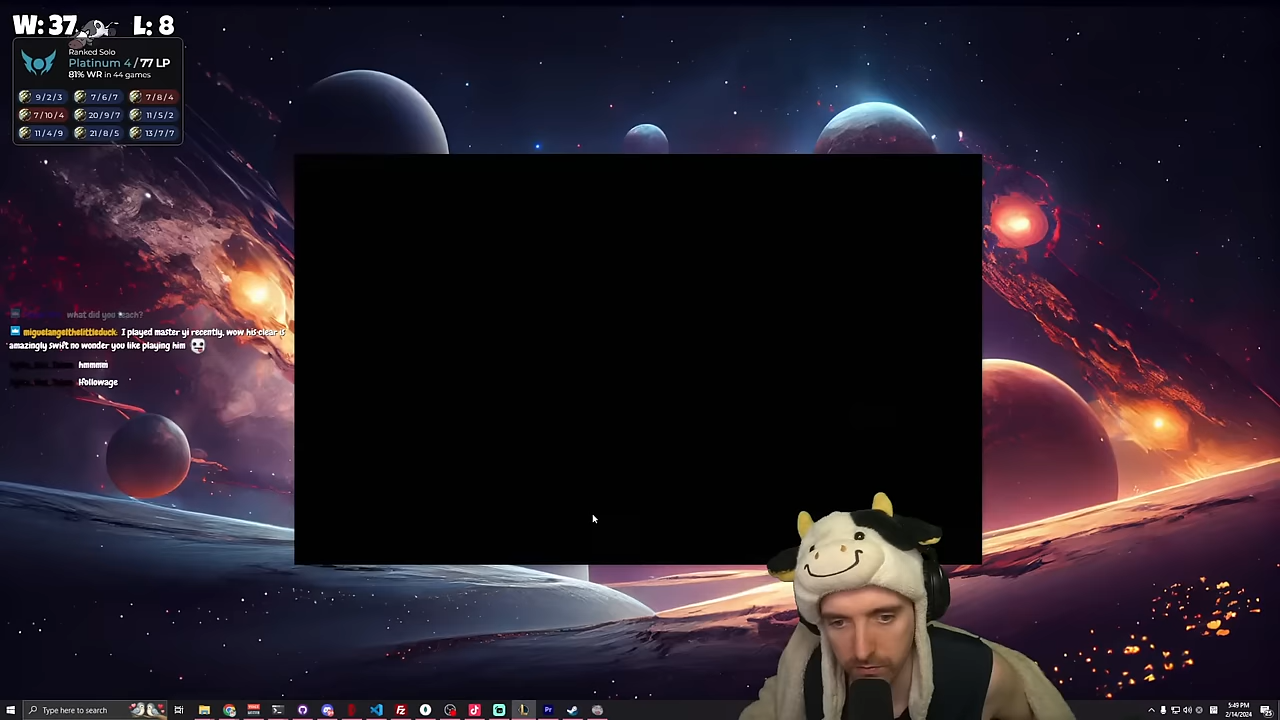 W: 37 L: 8
Ranked Solo
Platinum 4 / 77 LP
81% WR in 44 games
9/2/3 7/6/7 7/8/4
7/10/4 20/9/7 11/5/2
11/4/9 21/8/5 13/7/7
what did you teach?
miguelangelthelittleduck: I played master yi recently, wow his clear is
amazingly swift no wonder you like playing him
hmmmm
!followage
Type here to search
5:49 PM
2/14/2024